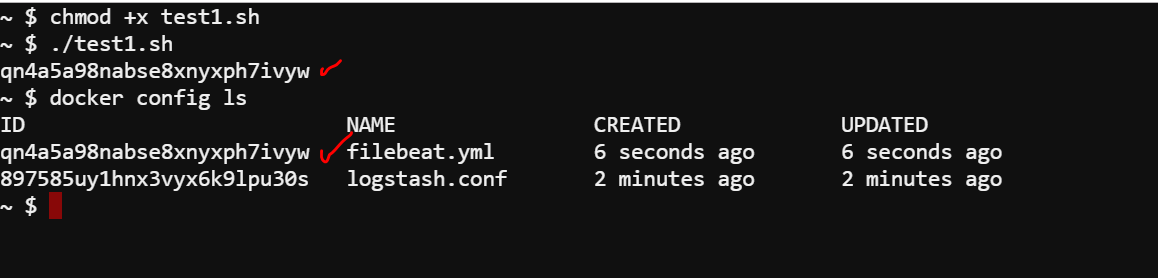 ~ $ chmod +x test1.sh
~ $ ./test1.sh
qn4a5a98nabse8xnyxph7ivyw
~ $ docker config ls
ID NAME CREATED UPDATED
qn4a5a98nabse8xnyxph7ivyw filebeat.yml 6 seconds ago 6 seconds ago
897585uy1hnx3vyx6k9lpu30s logstash.conf 2 minutes ago 2 minutes ago
~ $